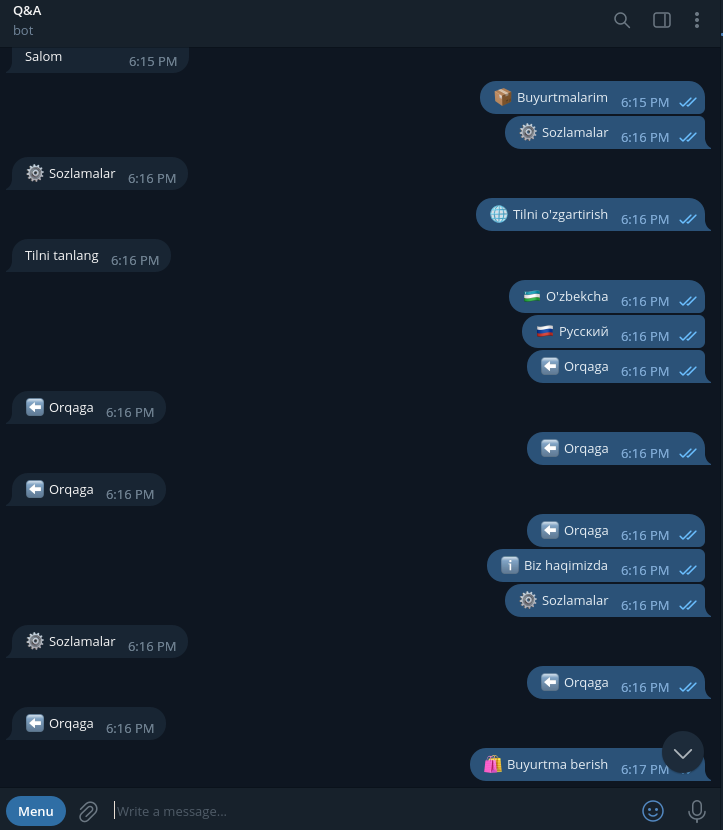 Q&A
bot
Salom 6:15 PM
📦 Buyurtmalarim 6:15 PM
⚙️ Sozlamalar 6:16 PM
⚙️ Sozlamalar 6:16 PM
🌐 Tilni o'zgartirish 6:16 PM
Tilni tanlang 6:16 PM
🇺🇿 O'zbekcha 6:16 PM
🇷🇺 Русский 6:16 PM
⬅️ Orqaga 6:16 PM
⬅️ Orqaga 6:16 PM
⬅️ Orqaga 6:16 PM
⬅️ Orqaga 6:16 PM
⬅️ Orqaga 6:16 PM
ℹ️ Biz haqimizda 6:16 PM
⚙️ Sozlamalar 6:16 PM
⚙️ Sozlamalar 6:16 PM
⬅️ Orqaga 6:16 PM
⬅️ Orqaga 6:16 PM
🛍 Buyurtma berish 6:17 PM
Menu Write a message...